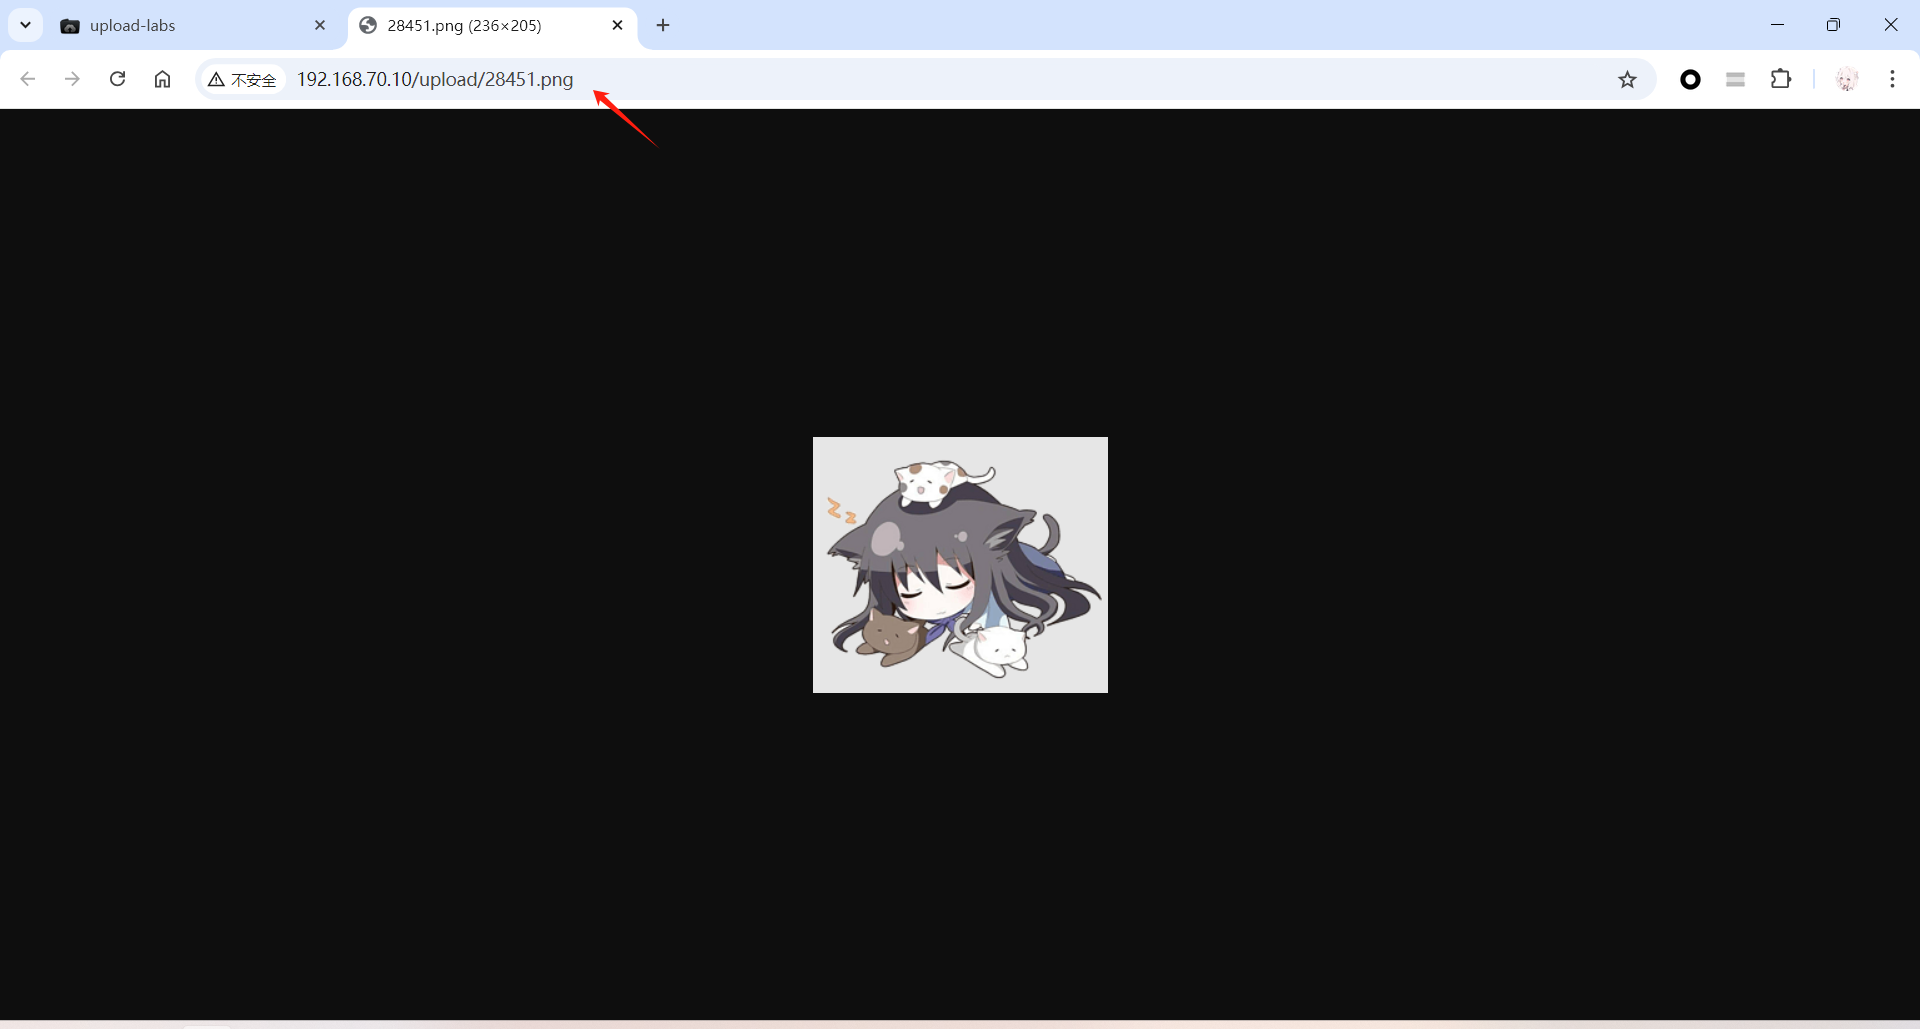 upload-labs
28451.png (236×205)
不安全
192.168.70.10/upload/28451.png
z z